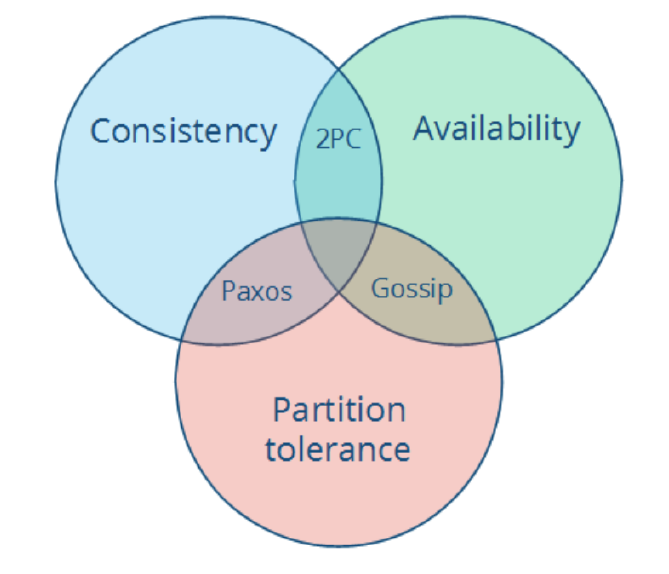 Consistency
2PC
Availability
Paxos
Gossip
Partition
tolerance